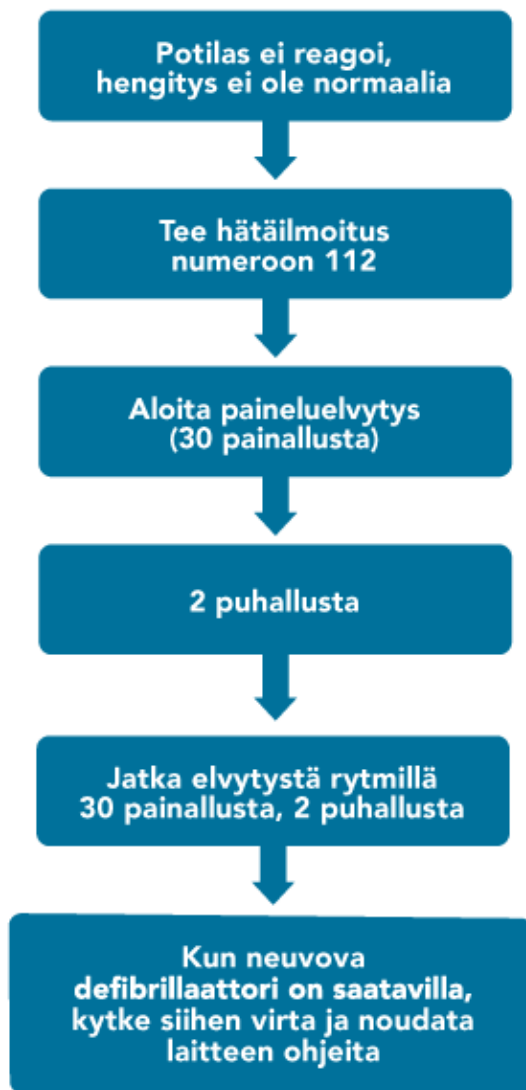 Potilas ei reagoi,
hengitys ei ole normaalia
Tee hätäilmoitus
numeroon 112
Aloita paineluelvytys
(30 painallusta)
2 puhallusta
Jatka elvytystä rytmillä
30 painallusta, 2 puhallusta
Kun neuvova
defibrillaattori on saatavilla,
kytke siihen virta ja noudata
laitteen ohjeita